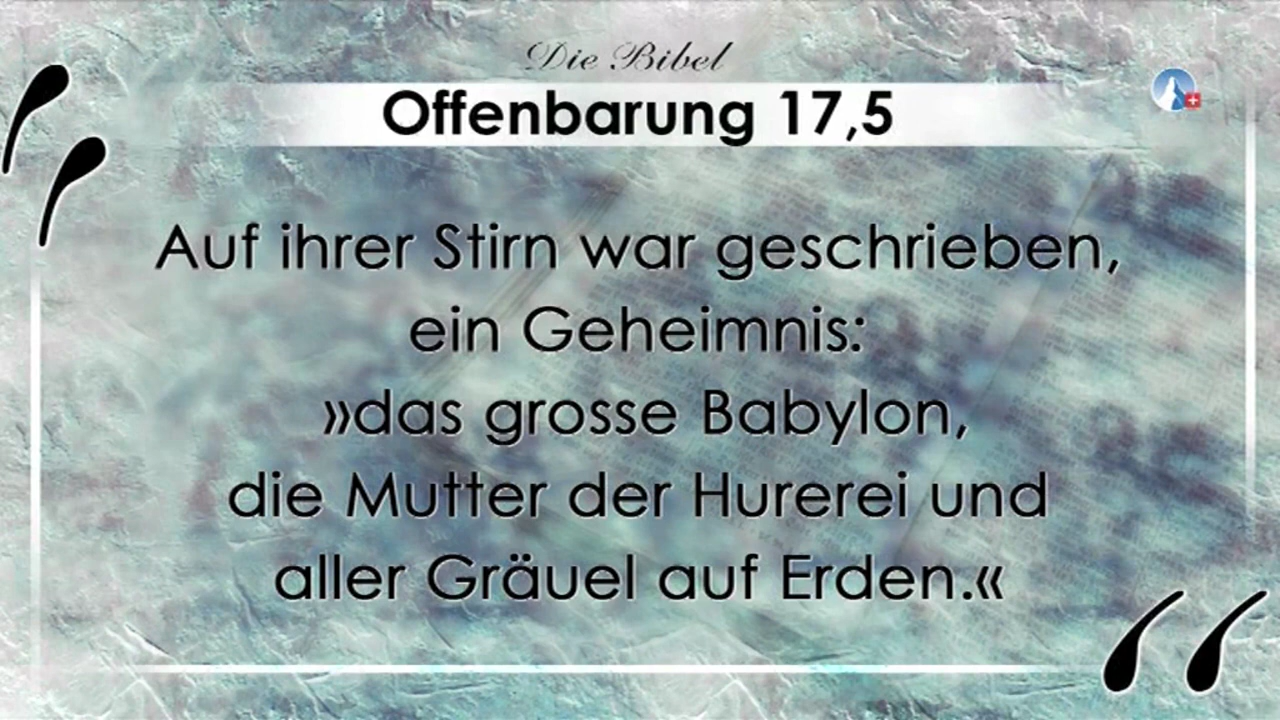 Die Bibel
Offenbarung 17,5
Auf ihrer Stirn war geschrieben,
ein Geheimnis:
»das grosse Babylon,
die Mutter der Hurerei und
aller Gräuel auf Erden.«